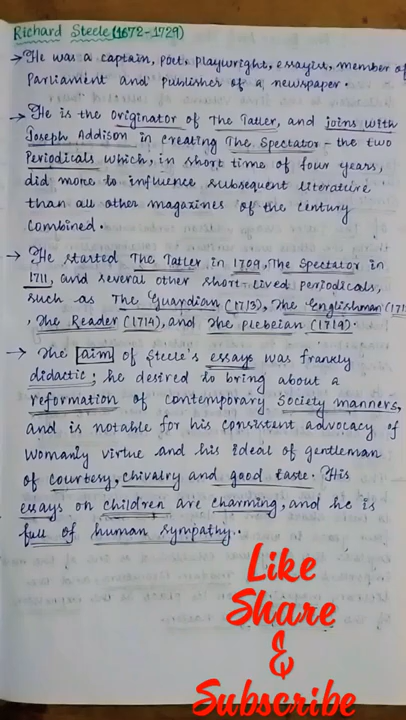 Richard Steele (1672-1729)
→ He was a captain, poet, playwright, essayist, member of
Parliament and publisher of a newspaper.
→ He is the originator of The Tatler, and joins with
Joseph Addison in creating The Spectator - the two
Periodicals which, in short time of four years,
did more to influence subsequent literature
than all other magazines of the century
combined.
→ He started The Tatler in 1709, The Spectator in
1711, and several other short-lived periodicals,
such as The Guardian (1713), The Englishman (171
, The Reader (1714), and The Plebeian (1719).
→ The aim of Steele's essays was frankly
didactic; he desired to bring about a
reformation of contemporary Society manners,
and is notable for his consistent advocacy of
womanly virtue and his ideal of gentleman
of courtesy, chivalry and good taste. His
essays on children are charming, and he is
full of human sympathy.
Like
Share
&
Subscribe